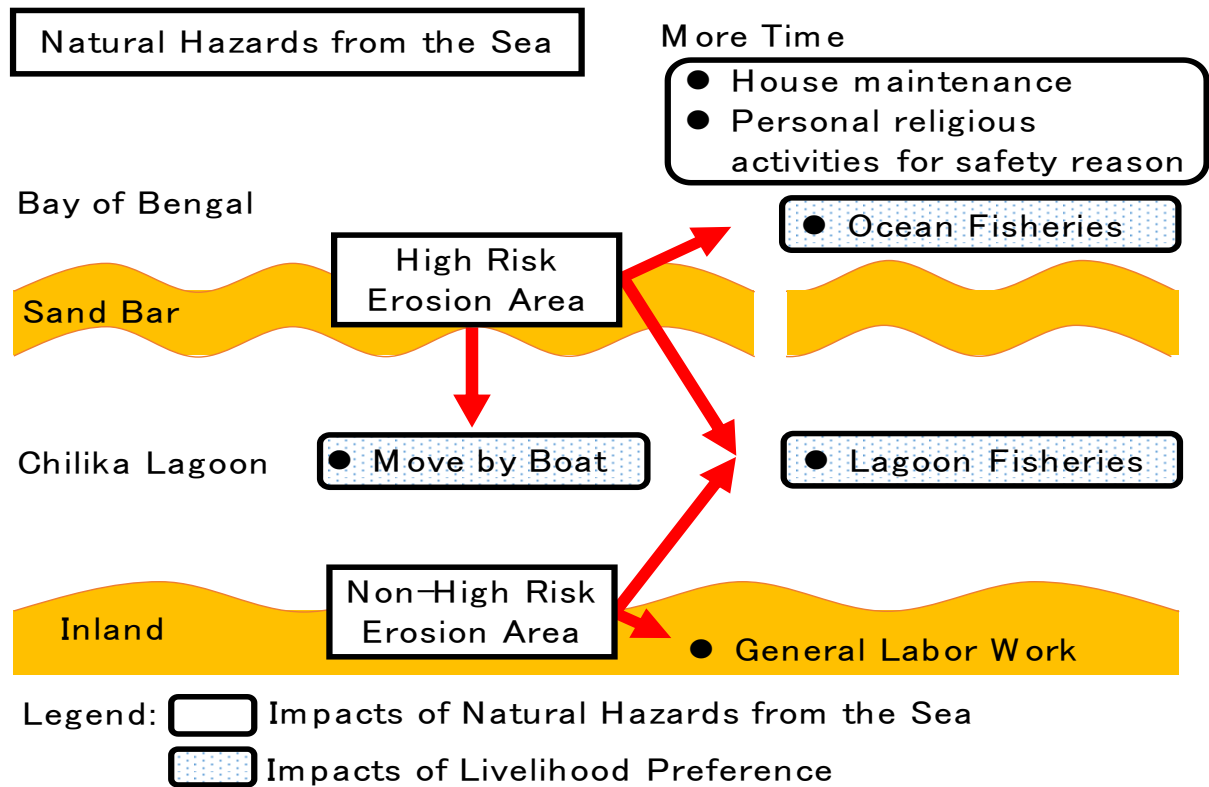 Natural Hazards from the Sea
More Time
● House maintenance
● Personal religious
activities for safety reason
Bay of Bengal
● Ocean Fisheries
High Risk
Erosion Area
Sand Bar
Chilika Lagoon
● Move by Boat
● Lagoon Fisheries
Non-High Risk
Erosion Area
Inland
● General Labor Work
Legend:
Impacts of Natural Hazards from the Sea
Impacts of Livelihood Preference